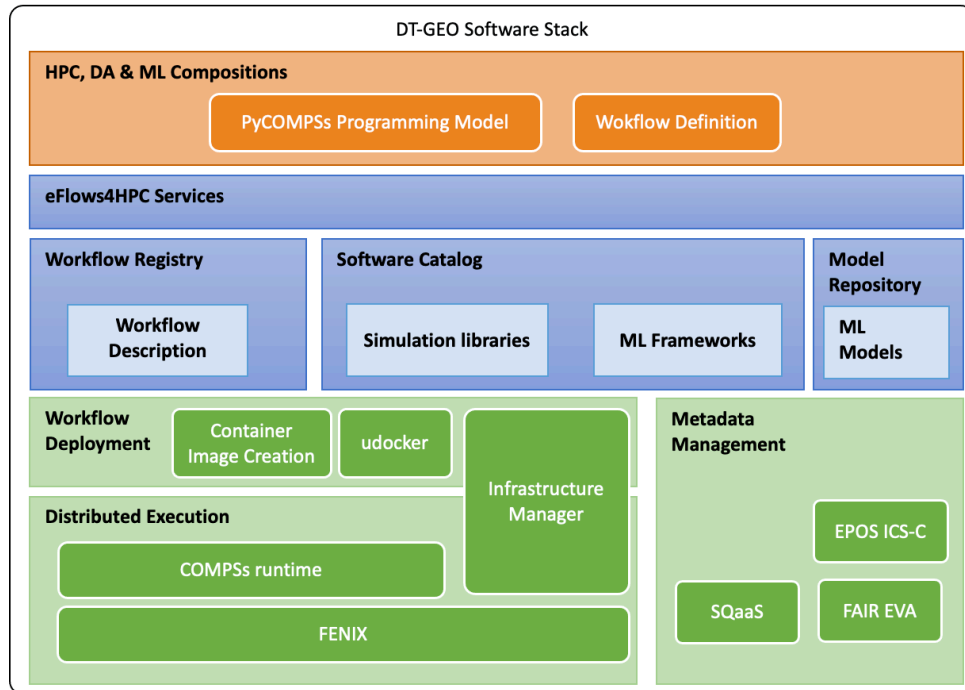 DT-GEO Software Stack
HPC, DA & ML Compositions
PyCOMPSs Programming Model
Wokflow Definition
eFlows4HPC Services
Workflow Registry
Workflow
Description
Software Catalog
Simulation libraries
ML Frameworks
Model
Repository
ML
Models
Workflow
Deployment
Container
Image Creation
udocker
Infrastructure
Manager
Distributed Execution
COMPSs runtime
FENIX
Metadata
Management
EPOS ICS-C
SQaaS
FAIR EVA